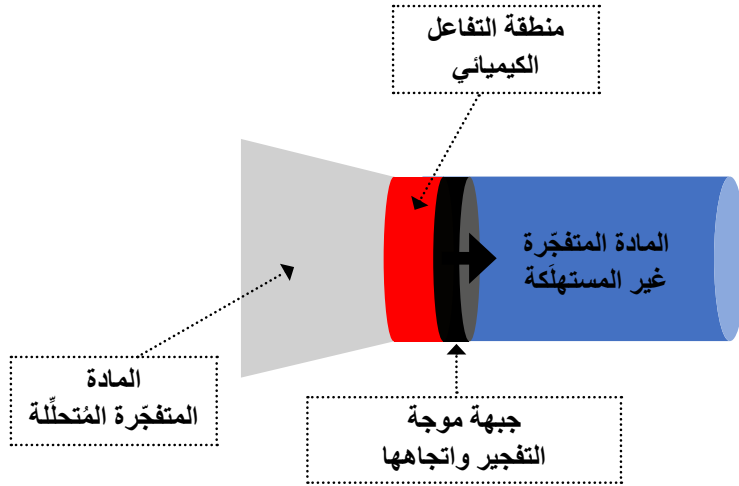 منطقة التفاعل
الكيميائي
المادة المتفجّرة
غير المستهلَكة
المادة
المتفجّرة المُتحلِّلة
جبهة موجة
التفجير واتجاهها